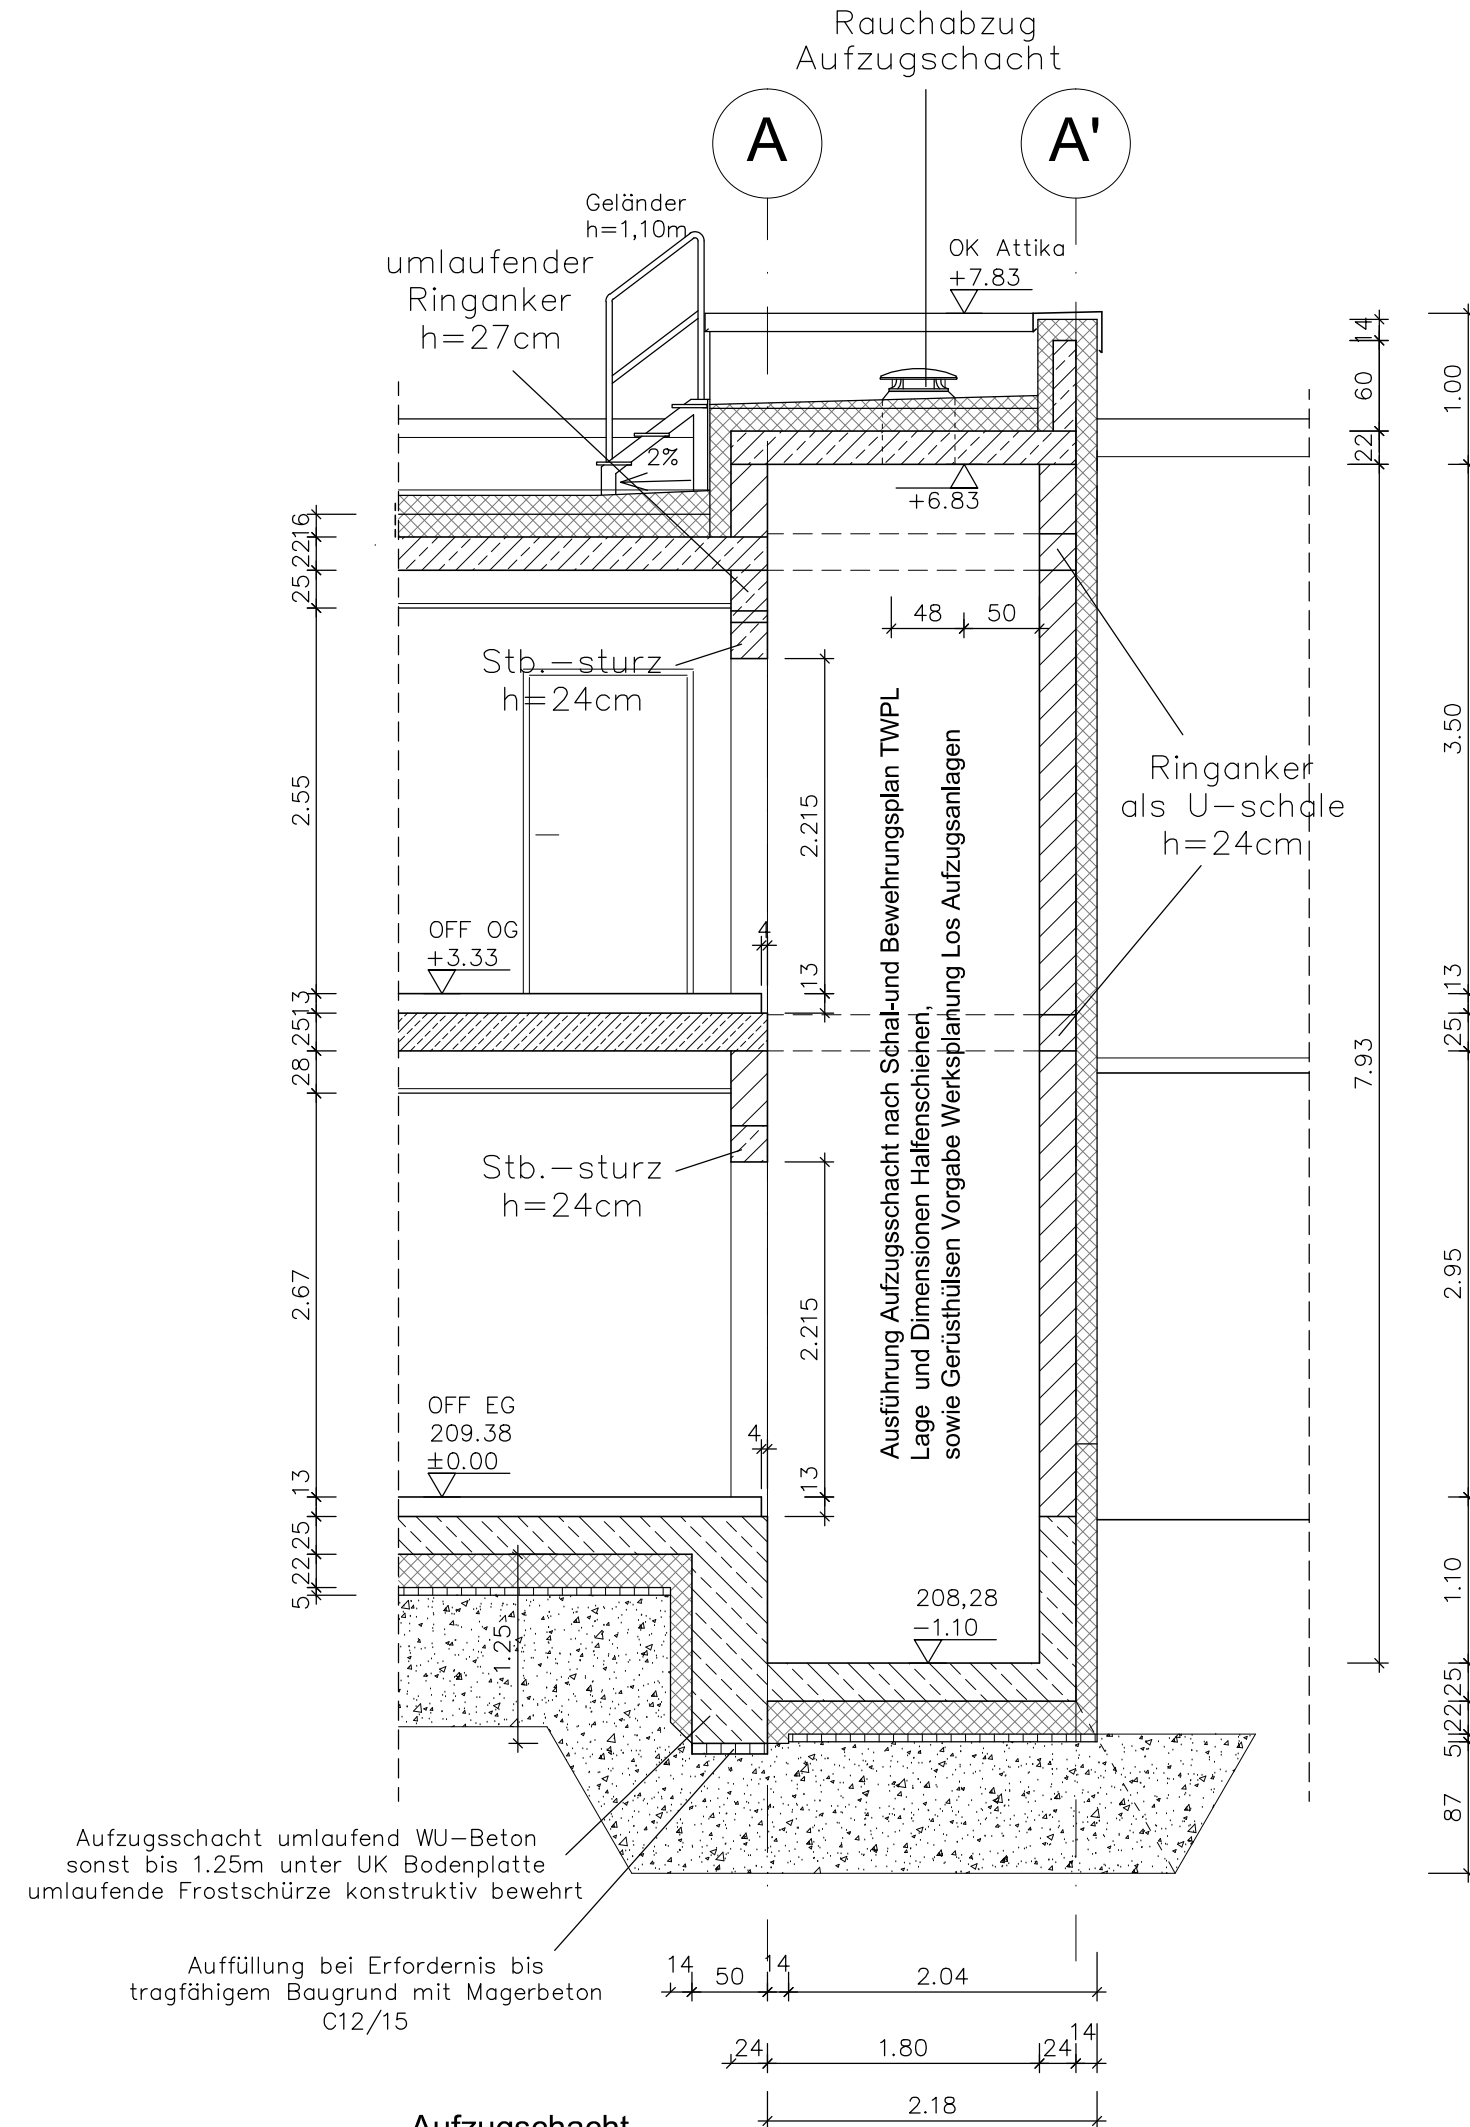 Rauchabzug
Aufzugschacht
A
A'
Geländer
h=1,10m
OK Attika
+7.83
umlaufender
Ringanker
h=27cm
14
60
22
1.00
2%
+6.83
16
22
25
48
50
Stb.-sturz
h=24cm
Ringanker
als U-schale
h=24cm
3.50
2.55
2.215
Ausführung Aufzugsschacht nach Schal-und Bewehrungsplan TWPL
Lage und Dimensionen Halfenschienen,
sowie Gerüsthülsen Vorgabe Werksplanung Los Aufzugsanlagen
OFF OG
+3.33
4
13
13
25
28
13
25
7.93
Stb.-sturz
h=24cm
2.67
2.215
2.95
OFF EG
209.38
±0.00
4
13
13
25
22
5
1.25
208,28
-1.10
1.10
25
22
5
87
Aufzugsschacht umlaufend WU-Beton
sonst bis 1.25m unter UK Bodenplatte
umlaufende Frostschürze konstruktiv bewehrt
Auffüllung bei Erfordernis bis
tragfähigem Baugrund mit Magerbeton
C12/15
14
50
14
2.04
24
1.80
24
14
2.18
Aufzugschacht